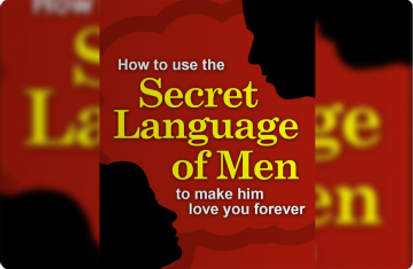 How to use the
Secret
Language
of Men
to make him
love you forever